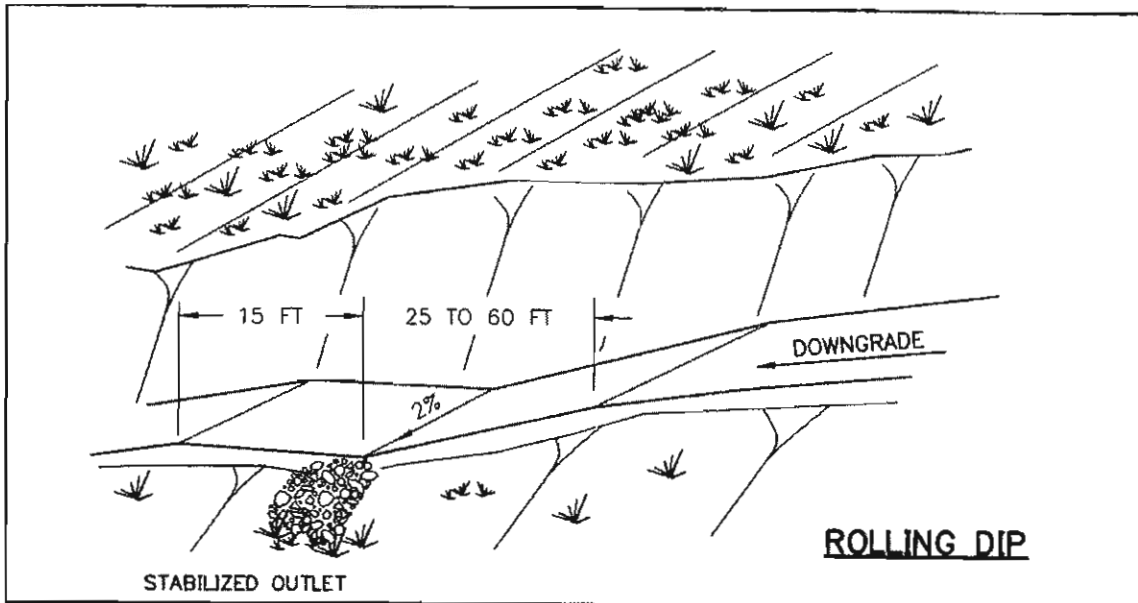 15 FT
25 TO 60 FT
DOWNGRADE
2%
ROLLING DIP
STABILIZED OUTLET